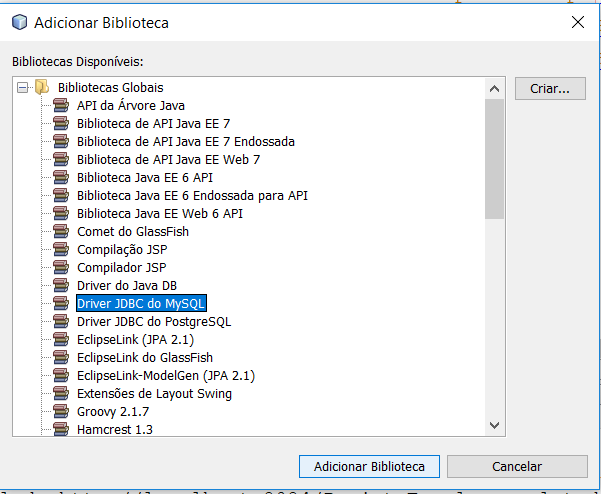 Adicionar Biblioteca
Bibliotecas Disponíveis:
Bibliotecas Globais
Criar...
API da Árvore Java
Biblioteca de API Java EE 7
Biblioteca de API Java EE 7 Endossada
Biblioteca de API Java EE Web 7
Biblioteca Java EE 6 API
Biblioteca Java EE 6 Endossada para API
Biblioteca Java EE Web 6 API
Comet do GlassFish
Compilação JSP
Compilador JSP
Driver do Java DB
Driver JDBC do MySQL
Driver JDBC do PostgreSQL
EclipseLink (JPA 2.1)
EclipseLink do GlassFish
EclipseLink-ModelGen (JPA 2.1)
Extensões de Layout Swing
Groovy 2.1.7
Hamcrest 1.3
Adicionar Biblioteca
Cancelar